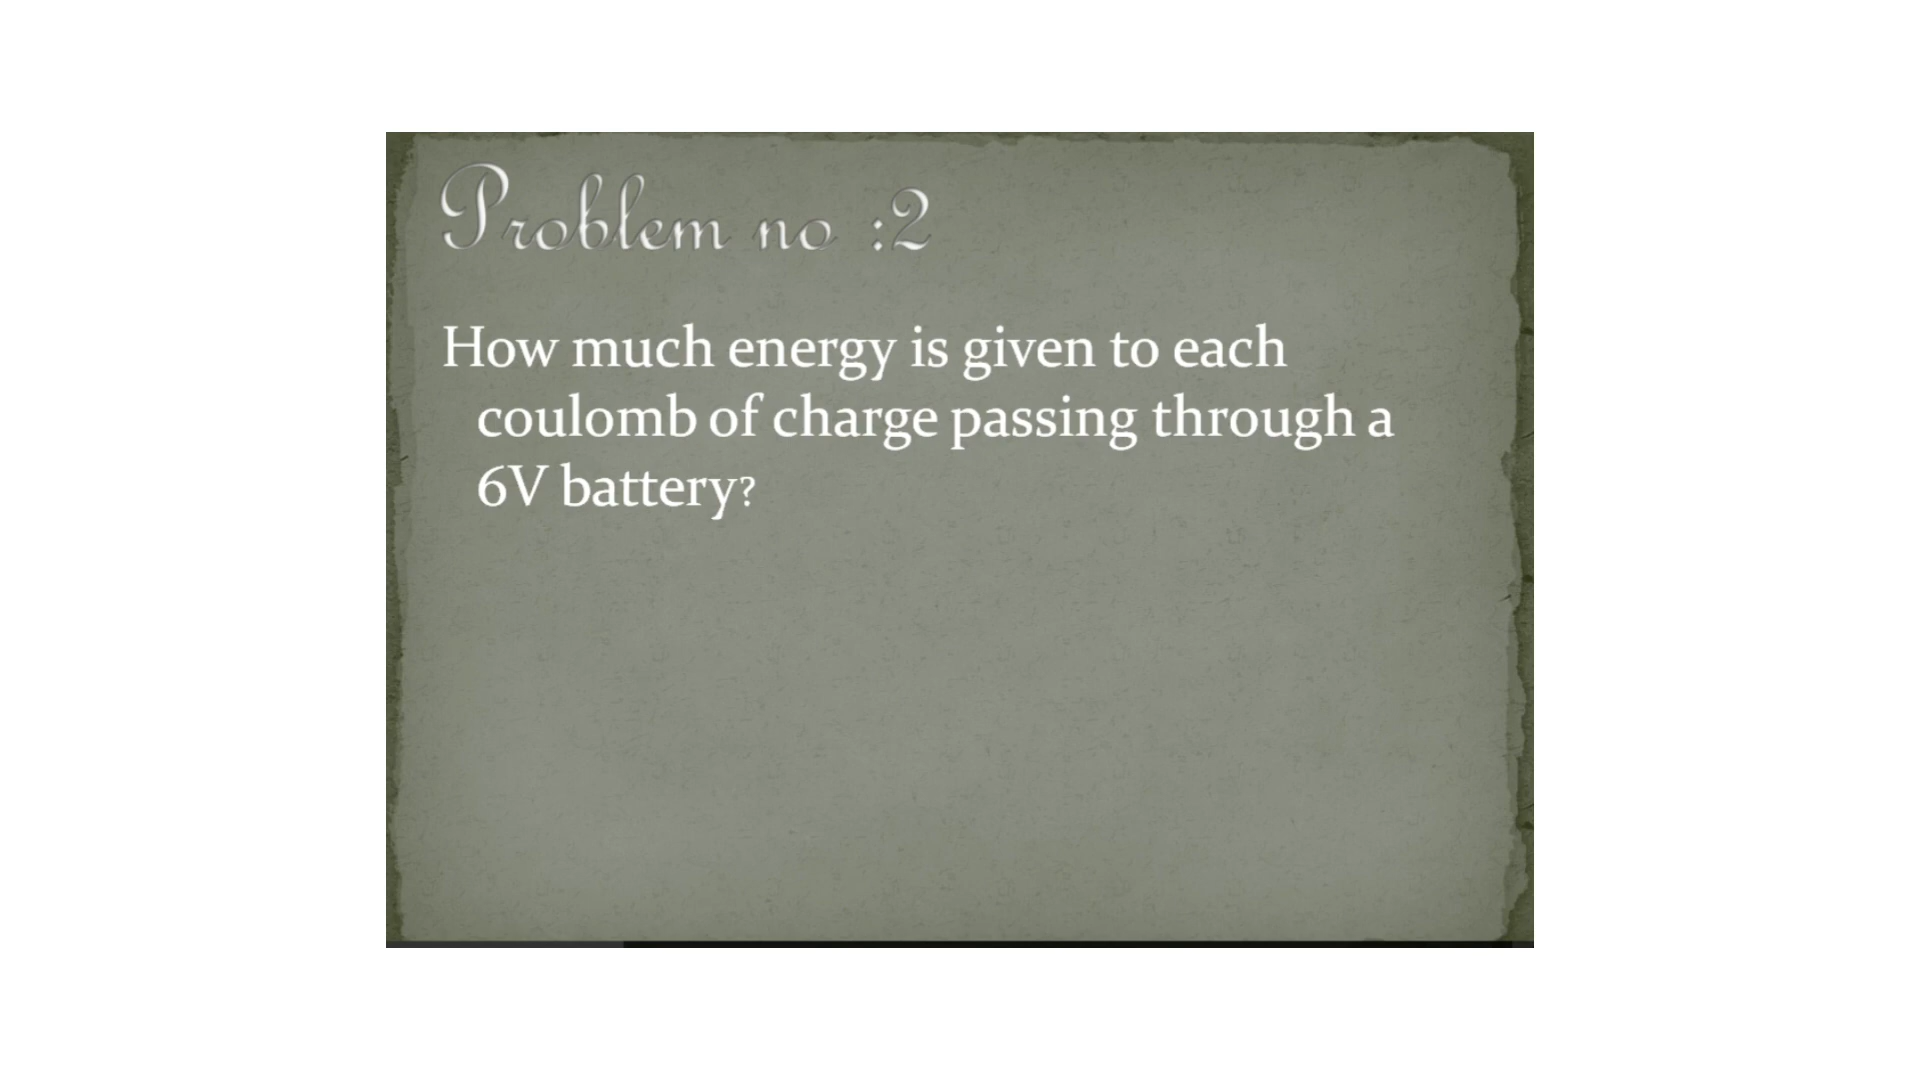 Problem no :2
How much energy is given to each
coulomb of charge passing through a
6V battery?